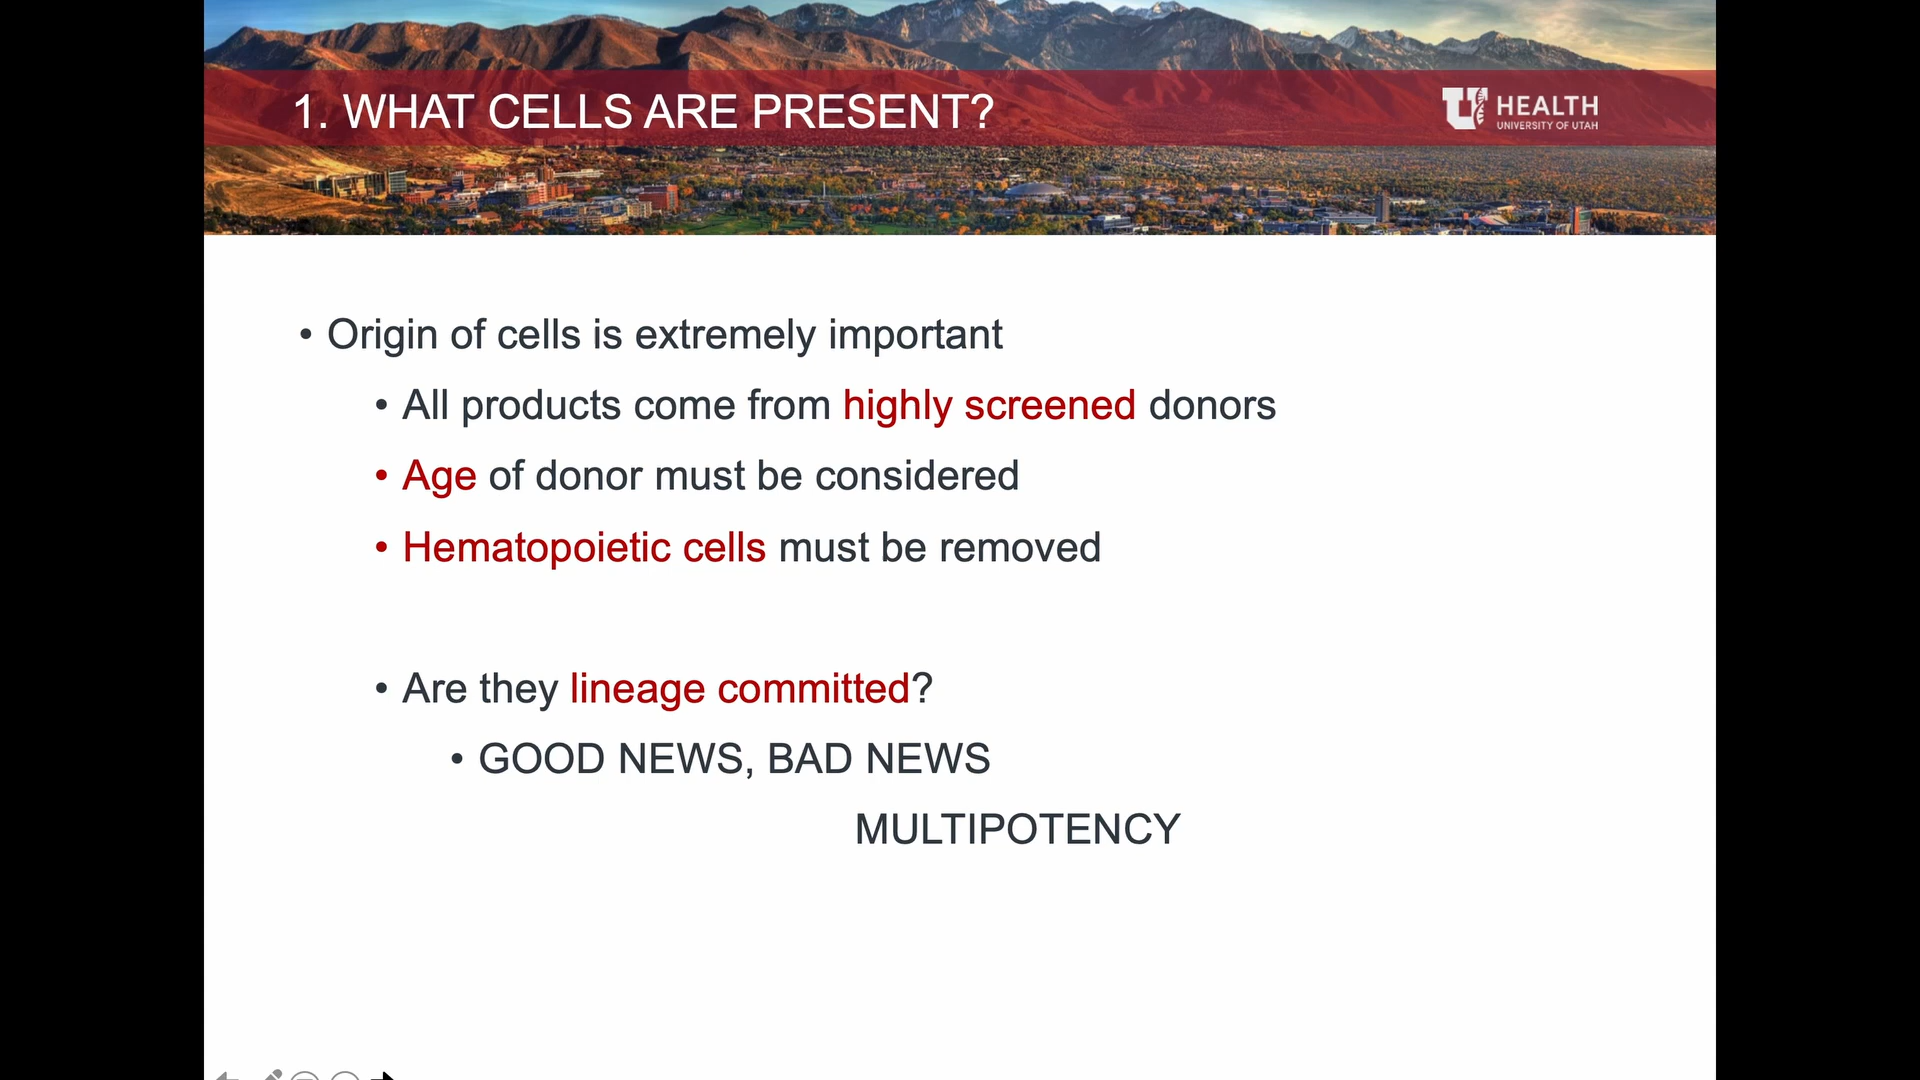 1. WHAT CELLS ARE PRESENT?
U HEALTH
UNIVERSITY OF UTAH
• Origin of cells is extremely important
• All products come from highly screened donors
• Age of donor must be considered
• Hematopoietic cells must be removed
• Are they lineage committed?
• GOOD NEWS, BAD NEWS
MULTIPOTENCY